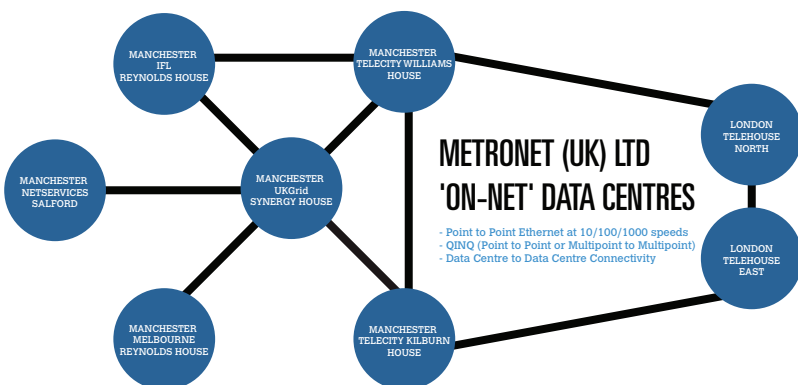 MANCHESTER
IFL
REYNOLDS HOUSE
MANCHESTER
TELECITY WILLIAMS
HOUSE
LONDON
TELEHOUSE
NORTH
MANCHESTER
NETSERVICES
SALFORD
MANCHESTER
UKGrid
SYNERGY HOUSE
METRONET (UK) LTD
'ON-NET' DATA CENTRES
- Point to Point Ethernet at 10/100/1000 speeds
- QINQ (Point to Point or Multipoint to Multipoint)
- Data Centre to Data Centre Connectivity
LONDON
TELEHOUSE
EAST
MANCHESTER
MELBOURNE
REYNOLDS HOUSE
MANCHESTER
TELECITY KILBURN
HOUSE